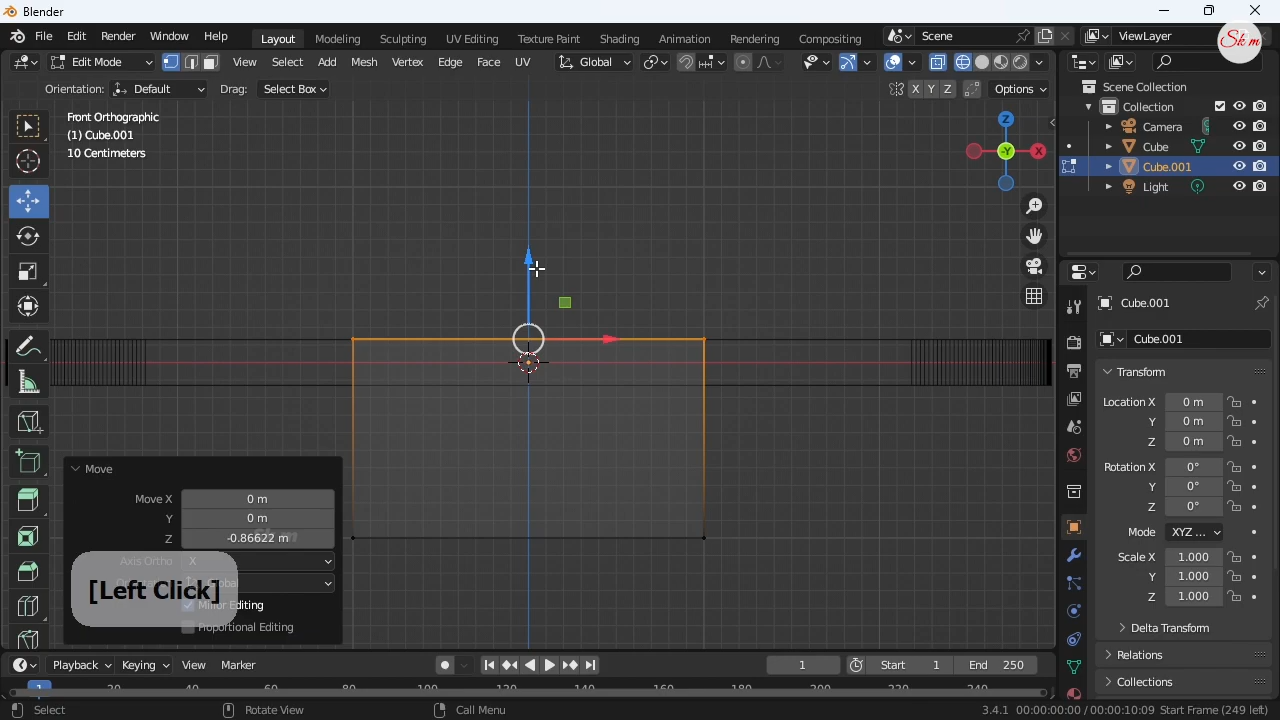 Blender
File Edit Render Window Help Layout Modeling Sculpting UV Editing Texture Paint Shading Animation Rendering Compositing Scene ViewLayer
Skm
Edit Mode View Select Add Mesh Vertex Edge Face UV Global
Orientation: Default Drag: Select Box X Y Z Options
Front Orthographic
(1) Cube.001
10 Centimeters
Z
X
-Y
Scene Collection
Collection
Camera
Cube
Cube.001
Light
Cube.001
Cube.001
Transform
Location X 0 m
Y 0 m
Z 0 m
Rotation X 0°
Y 0°
Z 0°
Mode XYZ ...
Scale X 1.000
Y 1.000
Z 1.000
Delta Transform
Relations
Collections
Move
Move X 0 m
Y 0 m
Z -0.86622 m
Axis Ortho X
Global
Mirror Editing
Proportional Editing
[Left Click]
Playback Keying View Marker 1 Start 1 End 250
1 20 40 60 80 100 120 140 160 180 200 220 240
Select Rotate View Call Menu 3.4.1 00:00:00:00 / 00:00:10:09 Start Frame (249 left)